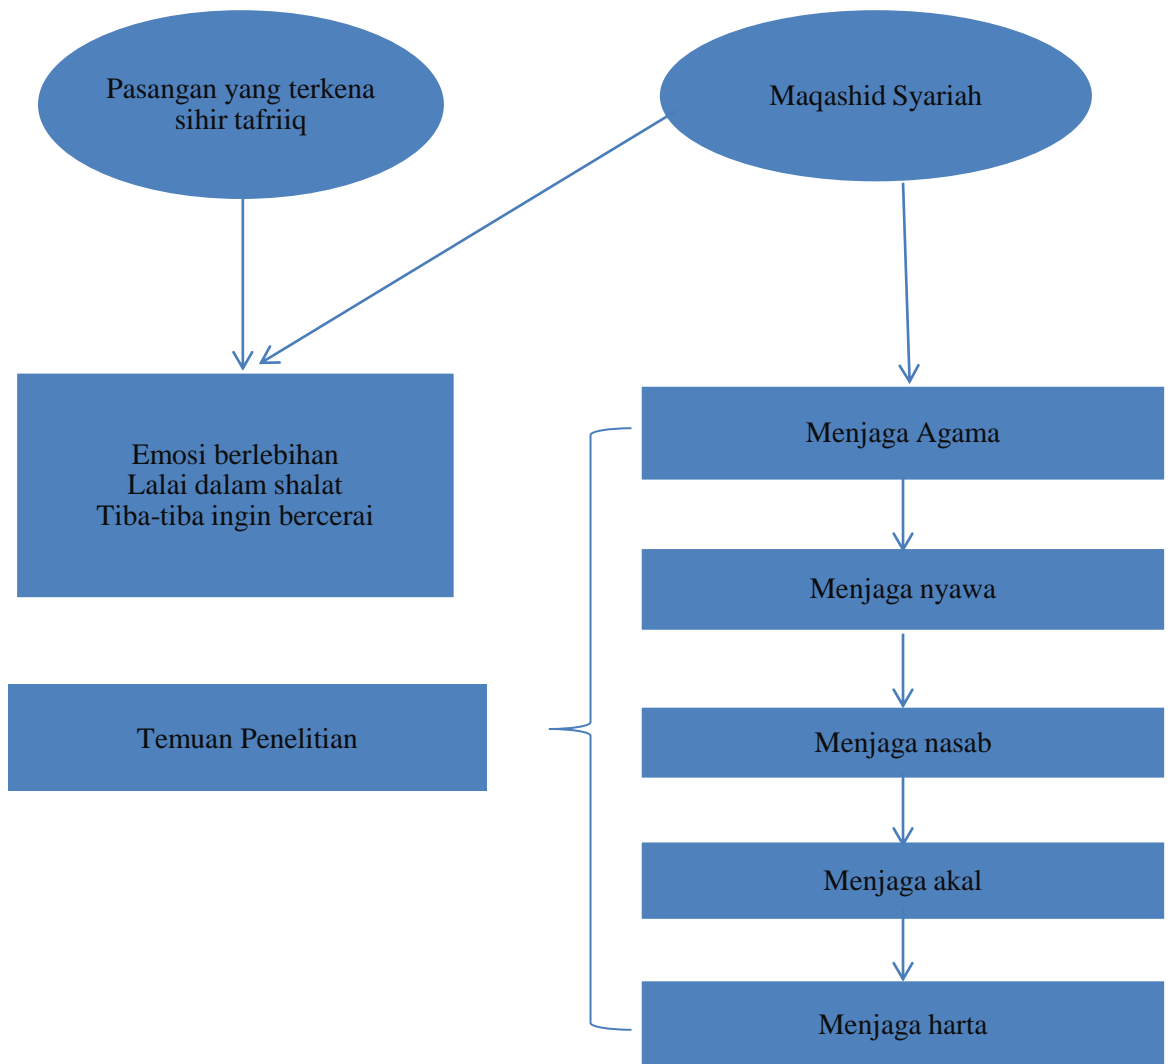 Pasangan yang terkena
sihir tafriiq
Maqashid Syariah
Emosi berlebihan
Lalai dalam shalat
Tiba-tiba ingin bercerai
Menjaga Agama
Menjaga nyawa
Temuan Penelitian
Menjaga nasab
Menjaga akal
Menjaga harta